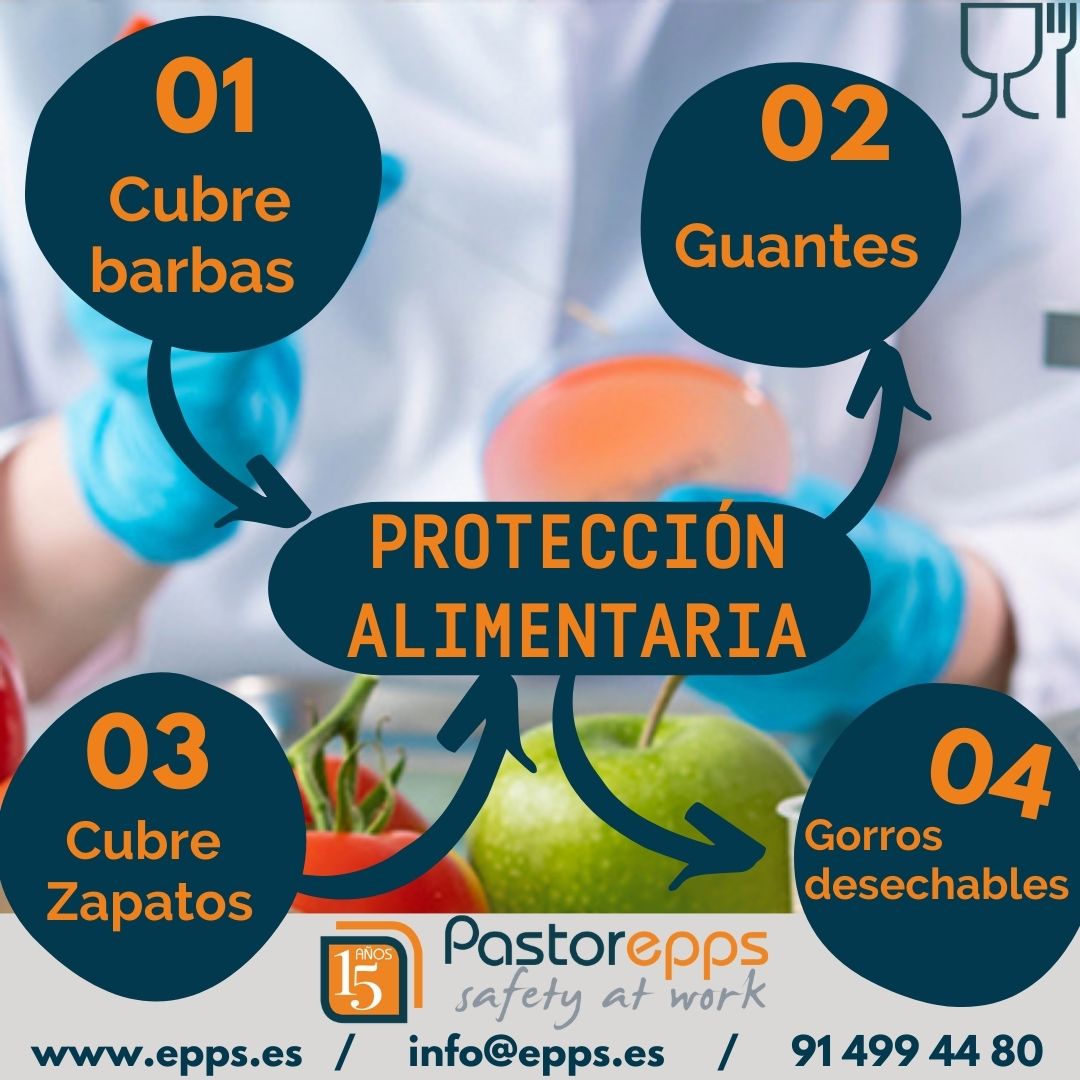 01
Cubre
barbas
02
Guantes
PROTECCIÓN
ALIMENTARIA
03
Cubre
Zapatos
04
Gorros
desechables
15 AÑOS
Pastorepps
safety at work
www.epps.es / info@epps.es / 91 499 44 80